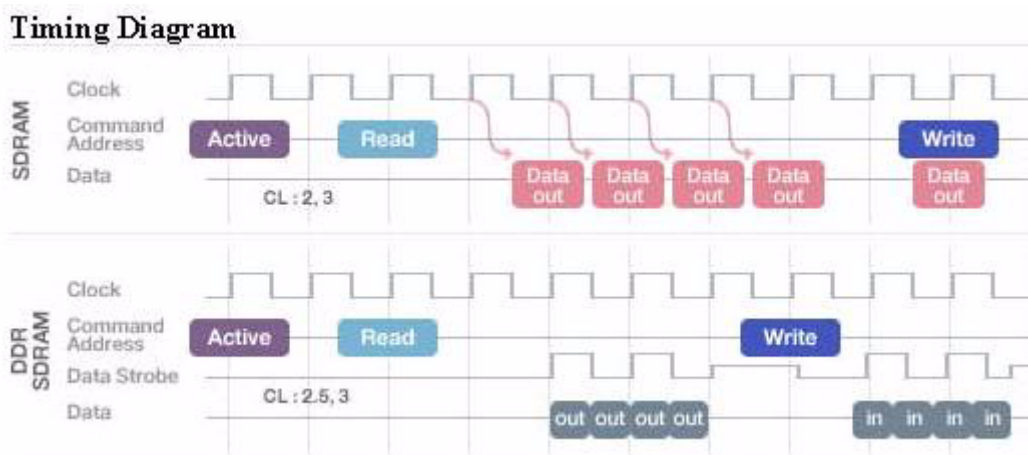 Timing Diagram
SDRAM
Clock
Command
Address
Active
Read
Write
Data
Data out
Data out
Data out
Data out
Data out
CL : 2, 3
DDR
SDRAM
Clock
Command
Address
Active
Read
Write
Data Strobe
CL : 2.5, 3
Data
out out out out
in in in in